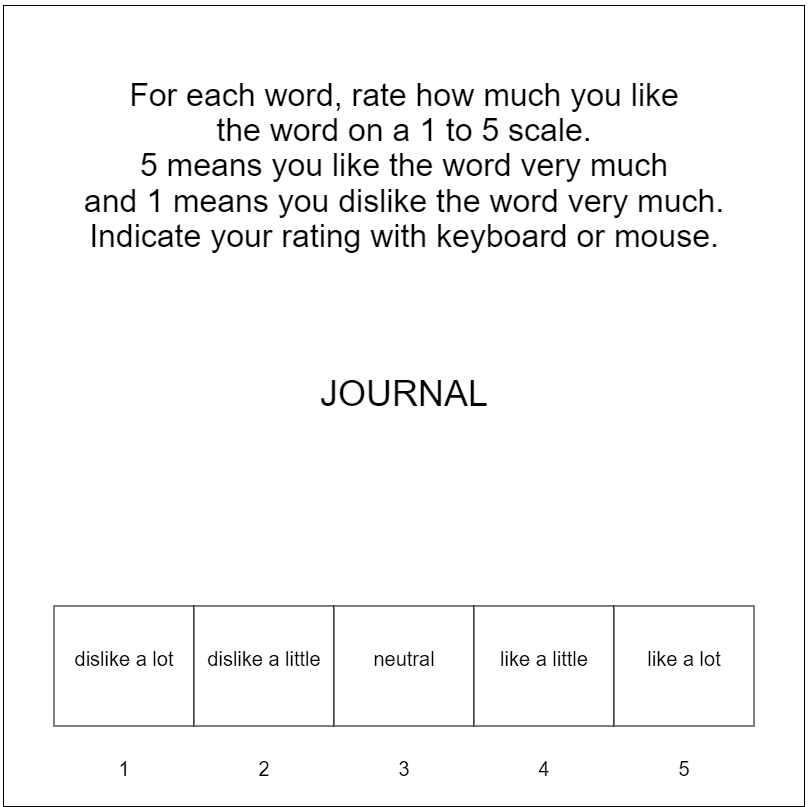 For each word, rate how much you like
the word on a 1 to 5 scale.
5 means you like the word very much
and 1 means you dislike the word very much.
Indicate your rating with keyboard or mouse.
JOURNAL
dislike a lot dislike a little neutral like a little like a lot
1 2 3 4 5